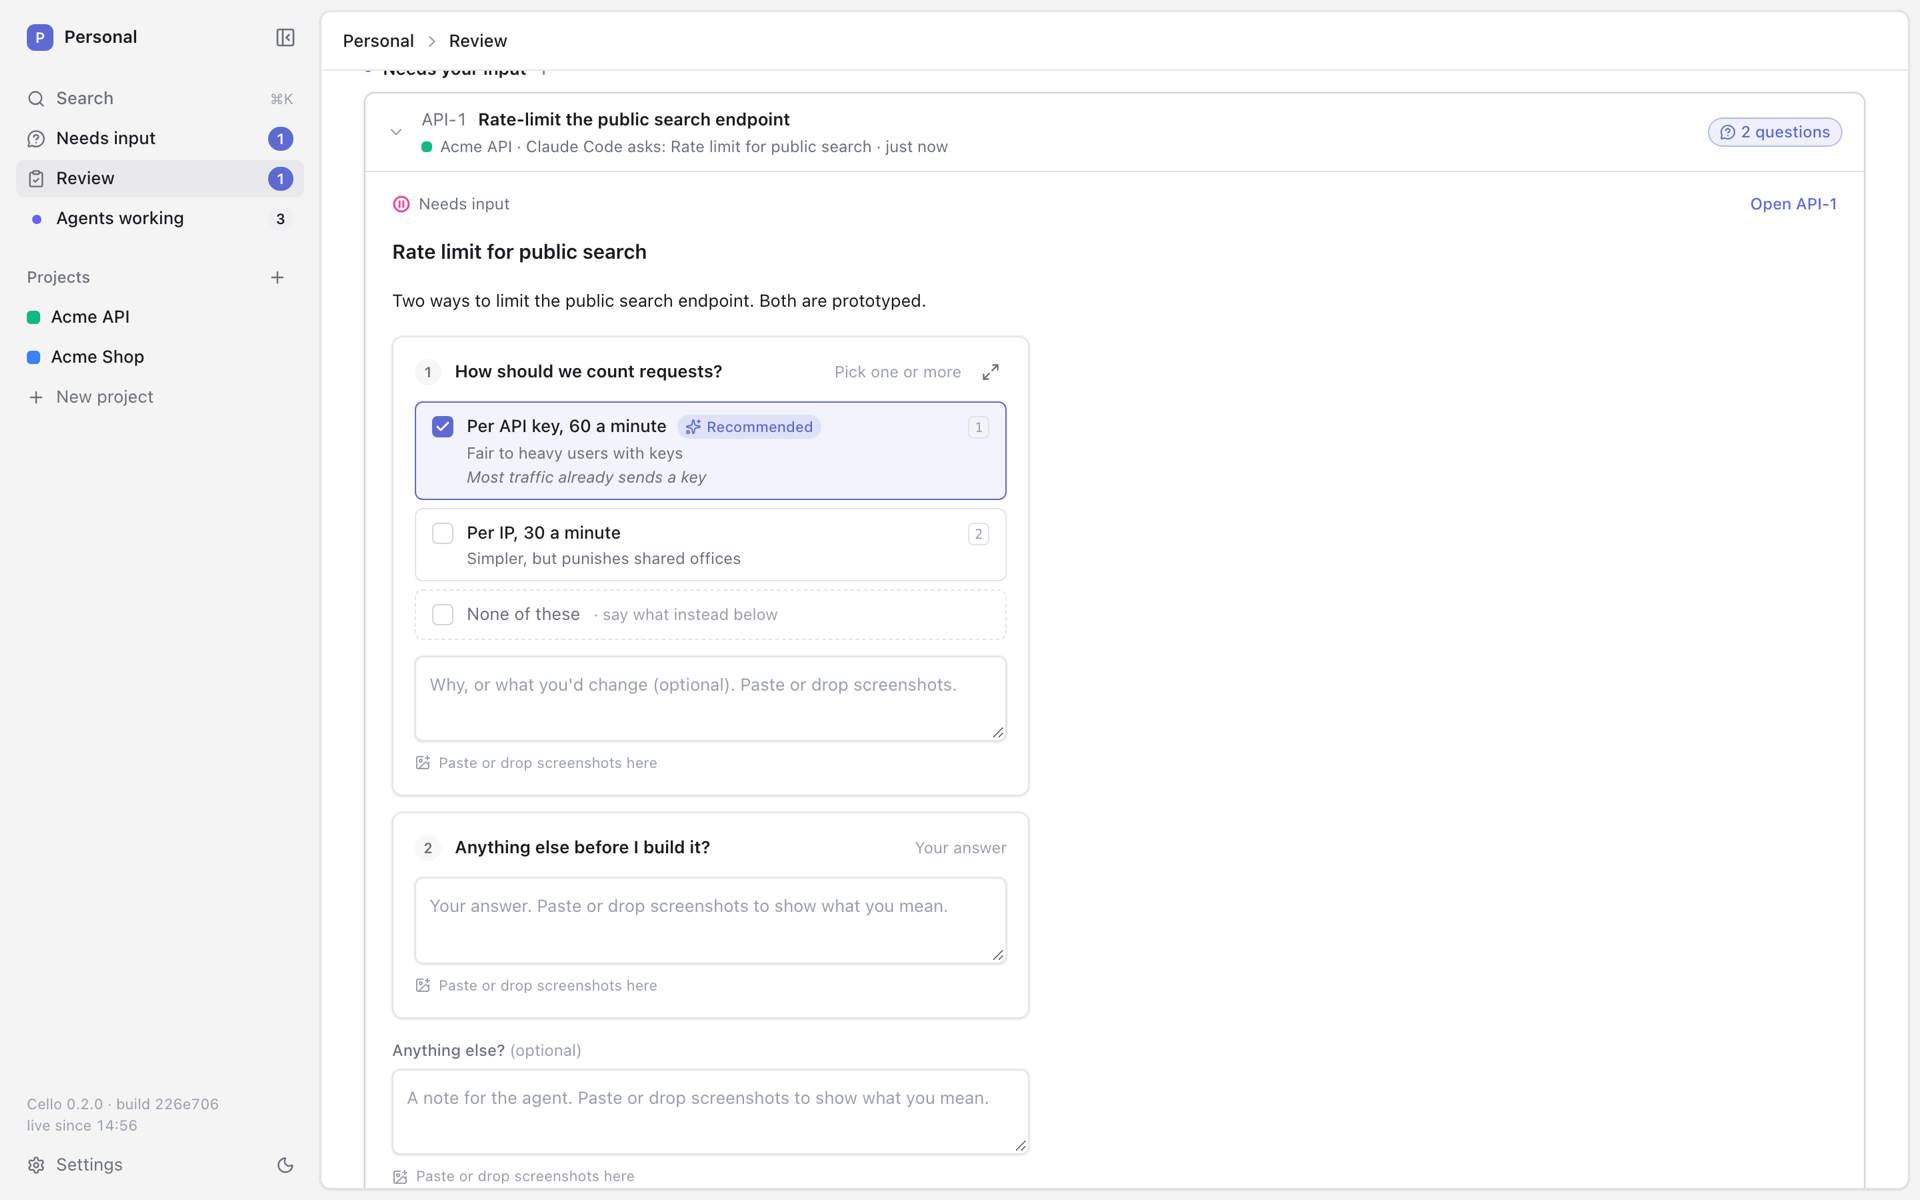 P Personal
Search ⌘K
Needs input 1
Review 1
Agents working 3
Projects
Acme API
Acme Shop
New project
Cello 0.2.0 · build 226e706
live since 14:56
Settings
Personal > Review
Needs your input
API-1 Rate-limit the public search endpoint
Acme API · Claude Code asks: Rate limit for public search · just now
2 questions
Needs input
Open API-1
Rate limit for public search
Two ways to limit the public search endpoint. Both are prototyped.
1 How should we count requests? Pick one or more
Per API key, 60 a minute Recommended 1
Fair to heavy users with keys
Most traffic already sends a key
Per IP, 30 a minute 2
Simpler, but punishes shared offices
None of these · say what instead below
Why, or what you'd change (optional). Paste or drop screenshots.
Paste or drop screenshots here
2 Anything else before I build it? Your answer
Your answer. Paste or drop screenshots to show what you mean.
Paste or drop screenshots here
Anything else? (optional)
A note for the agent. Paste or drop screenshots to show what you mean.
Paste or drop screenshots here